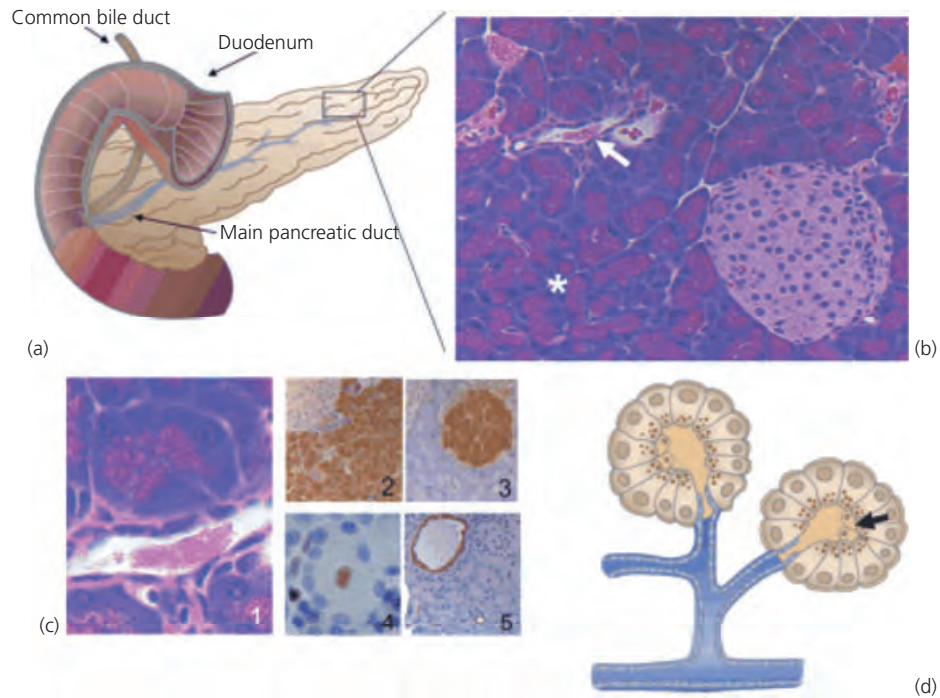 Common bile duct
Duodenum
Main pancreatic duct
(a)
*
(b)
(c)
1
2
3
4
5
(d)